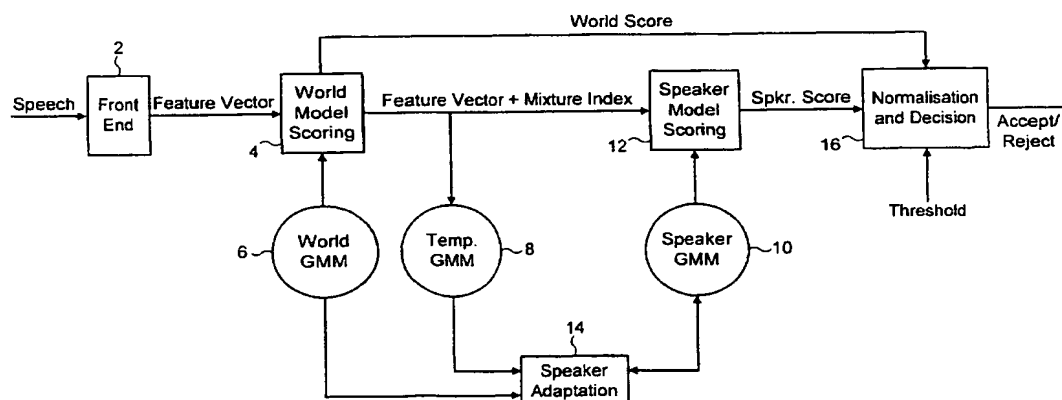 World Score
2
Speech
Front
End
Feature Vector
World
Model
Scoring
4
Feature Vector + Mixture Index
Speaker
Model
Scoring
12
Spkr. Score
Normalisation
and Decision
16
Accept/
Reject
Threshold
6
World
GMM
Temp.
GMM
8
Speaker
GMM
10
14
Speaker
Adaptation